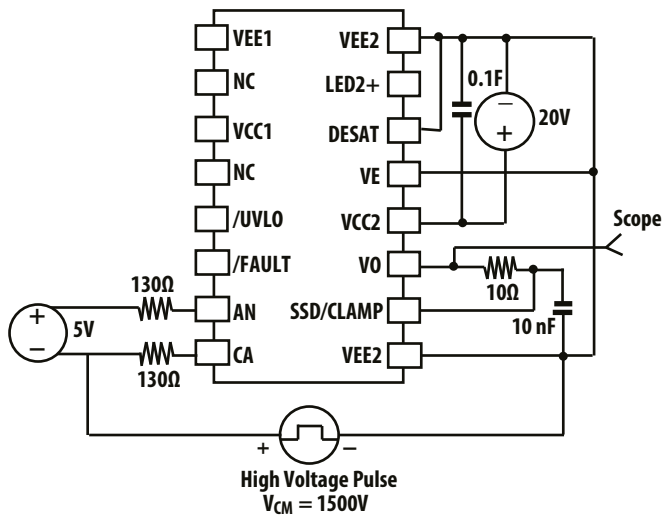 VEE1
VEE2
NC
LED2+
0.1F
VCC1
DESAT
−
+
20V
NC
VE
/UVLO
VCC2
Scope
/FAULT
VO
10Ω
130Ω
AN
SSD/CLAMP
10 nF
+
5V
−
CA
VEE2
130Ω
+
−
High Voltage Pulse
VCM = 1500V